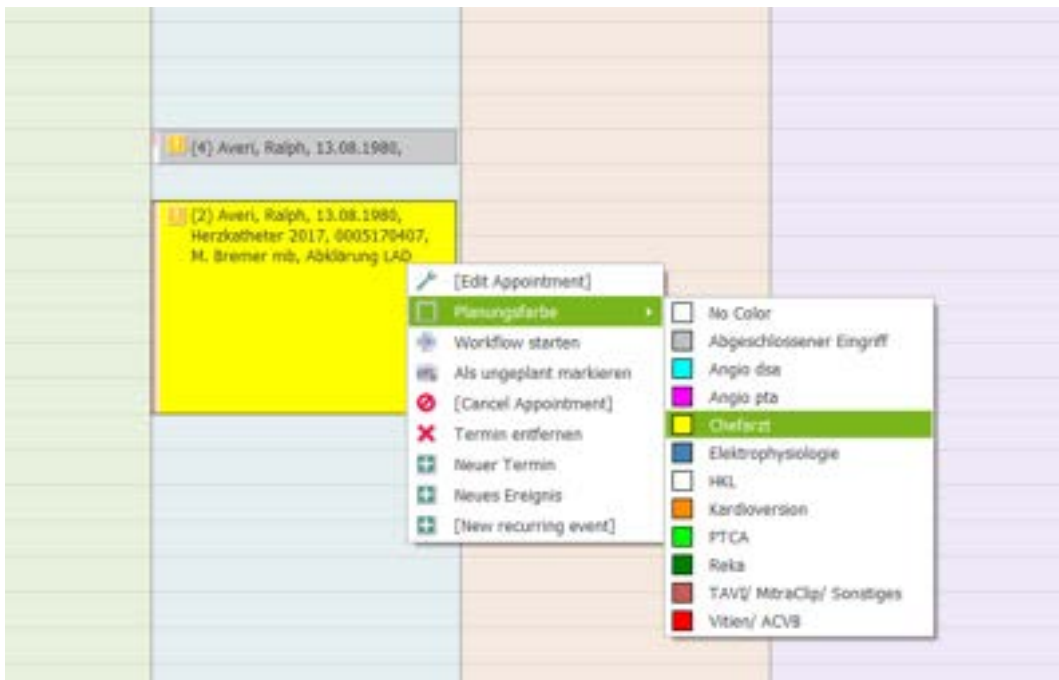 (4) Averi, Ralph, 13.08.1980,
(2) Averi, Ralph, 13.08.1980,
Herzkatheter 2017, 0005170407,
M. Bremer mb, Abklärung LAD
[Edit Appointment]
Planungsfarbe
Workflow starten
Als ungeplant markieren
[Cancel Appointment]
Termin entfernen
Neuer Termin
Neues Ereignis
[New recurring event]
No Color
Abgeschlossener Eingriff
Angio dsa
Angio pta
Chefarzt
Elektrophysiologie
HKL
Kardioversion
PTCA
Reka
TAVI/ MitraClip/ Sonstiges
Vitien/ ACVB